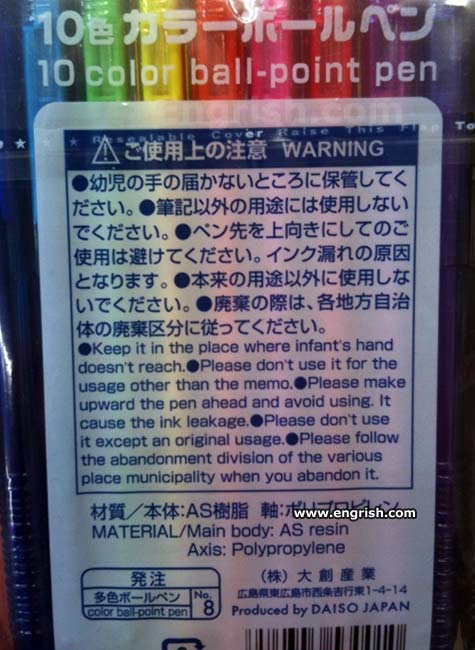 10色カラーボールペン
10 color ball-point pen
Engrish.com
Resealable Cover Raise This Flap To
⚠ご使用上の注意 WARNING
●幼児の手の届かないところに保管してく
ださい。●筆記以外の用途には使用しない
でください。●ペン先を上向きにしてのご
使用は避けてください。インク漏れの原因
となります。●本来の用途以外に使用しな
いでください。●廃棄の際は、各地方自治
体の廃棄区分に従ってください。
●Keep it in the place where infant's hand
doesn't reach.●Please don't use it for the
usage other than the memo.●Please make
upward the pen ahead and avoid using. It
cause the ink leakage.●Please don't use
it except an original usage.●Please follow
the abandonment division of the various
place municipality when you abandon it.
材質／本体:AS樹脂 軸:ポリプロピレン
www.engrish.com
MATERIAL/Main body: AS resin
Axis: Polypropylene
発注
多色ボールペン
color ball-point pen
No.
8
(株)大創産業
広島県東広島市西条吉行東1-4-14
Produced by DAISO JAPAN